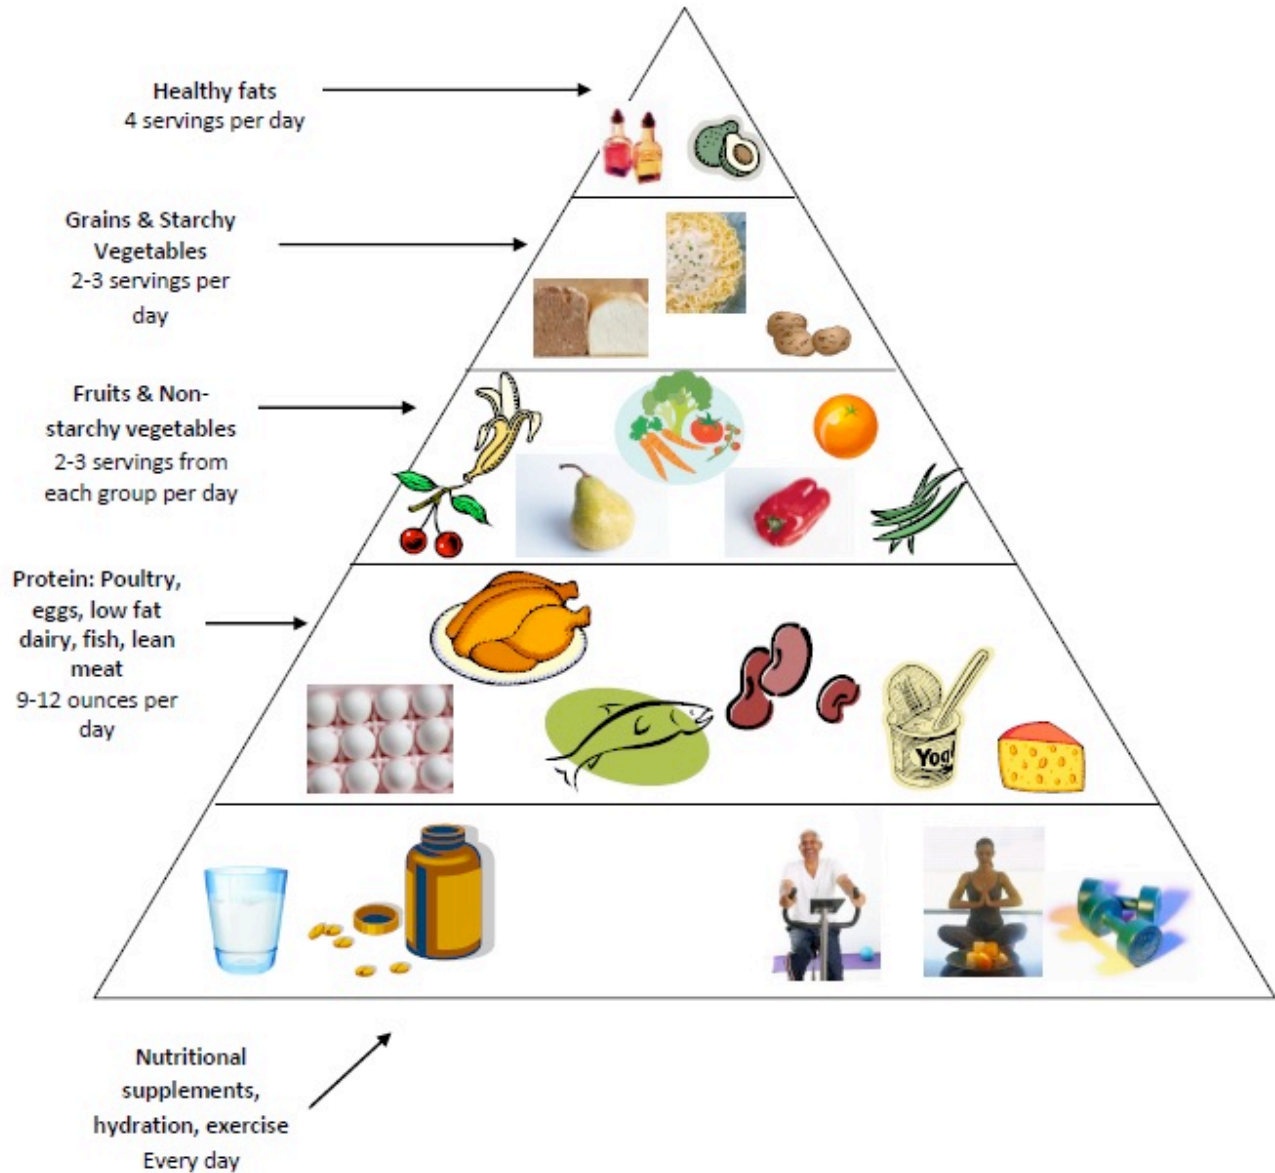 Healthy fats
4 servings per day
Grains & Starchy
Vegetables
2-3 servings per
day
Fruits & Non-
starchy vegetables
2-3 servings from
each group per day
Protein: Poultry,
eggs, low fat
dairy, fish, lean
meat
9-12 ounces per
day
Yog
Nutritional
supplements,
hydration, exercise
Every day